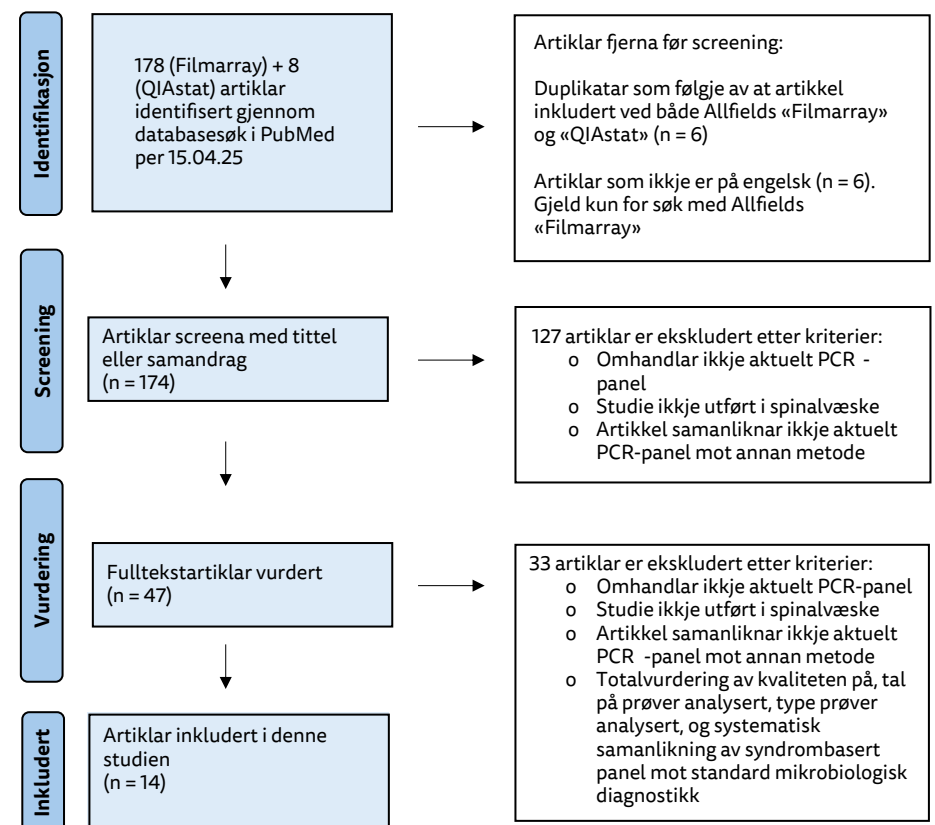 Identifikasjon
178 (Filmarray) + 8
(QIAstat) artiklar
identifisert gjennom
databasesøk i PubMed
per 15.04.25
Artiklar fjerna før screening:
Duplikatar som følgje av at artikkel
inkludert ved både Allfields «Filmarray»
og «QIAstat» (n = 6)
Artiklar som ikkje er på engelsk (n = 6).
Gjeld kun for søk med Allfields
«Filmarray»
Screening
Artiklar screena med tittel
eller samandrag
(n = 174)
127 artiklar er ekskludert etter kriterier:
o Omhandlar ikkje aktuelt PCR -
panel
o Studie ikkje utført i spinalvæske
o Artikkel samanliknar ikkje aktuelt
PCR-panel mot annan metode
Vurdering
Fulltekstartiklar vurdert
(n = 47)
33 artiklar er ekskludert etter kriterier:
o Omhandlar ikkje aktuelt PCR-panel
o Studie ikkje utført i spinalvæske
o Artikkel samanliknar ikkje aktuelt
PCR -panel mot annan metode
o Totalvurdering av kvaliteten på, tal
på prøver analysert, type prøver
analysert, og systematisk
samanlikning av syndrombasert
panel mot standard mikrobiologisk
diagnostikk
Inkludert
Artiklar inkludert i denne
studien
(n = 14)